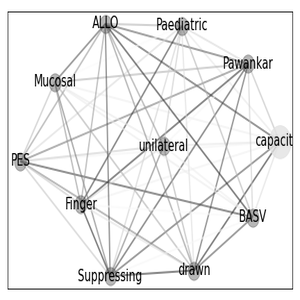 ALLO
Paediatric
Pawankar
Mucosal
unilateral
capacit
PES
Finger
BASV
Suppressing
drawn